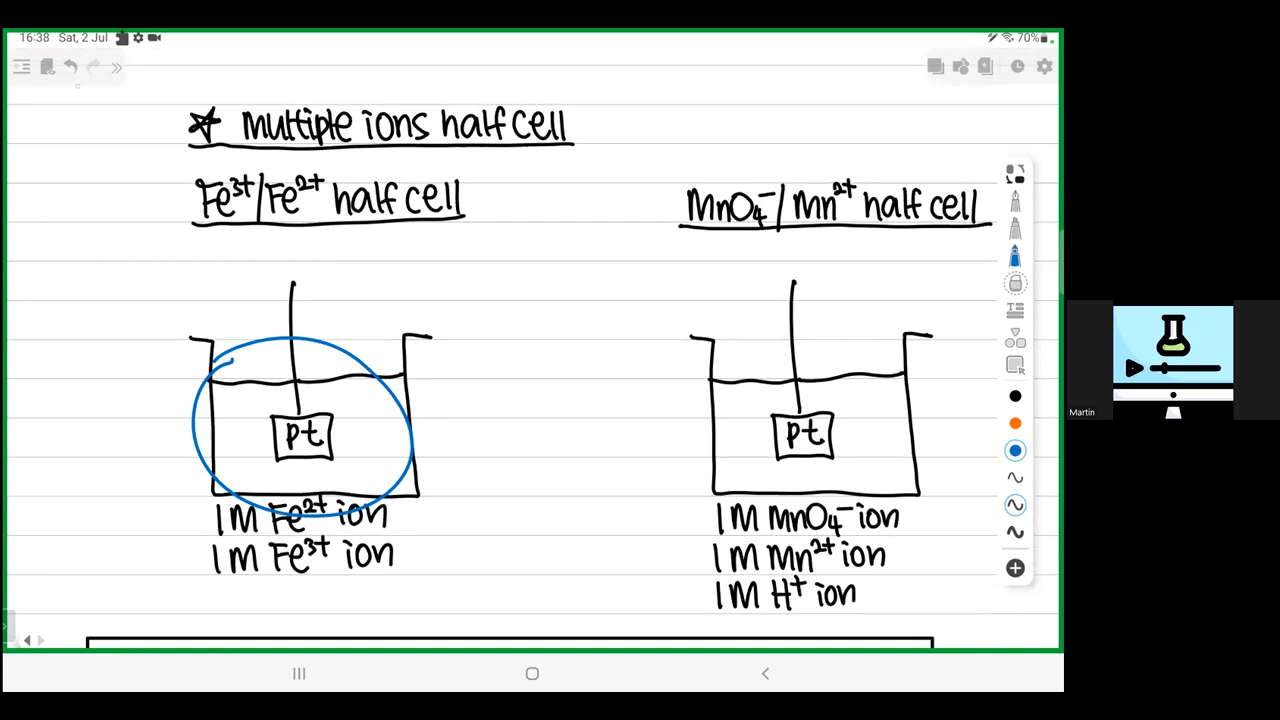 16:38 Sat, 2 Jul
70%
☆ multiple ions half cell
Fe³⁺/Fe²⁺ half cell
MnO₄⁻/Mn²⁺ half cell
pt
pt
1M Fe²⁺ ion
1M Fe³⁺ ion
1M MnO₄⁻ ion
1M Mn²⁺ ion
1M H⁺ ion
Martin